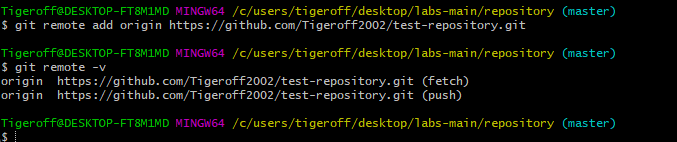 Tigeroff@DESKTOP-FT8M1MD MINGW64 /c/users/tigeroff/desktop/labs-main/repository (master)
$ git remote add origin https://github.com/Tigeroff2002/test-repository.git
Tigeroff@DESKTOP-FT8M1MD MINGW64 /c/users/tigeroff/desktop/labs-main/repository (master)
$ git remote -v
origin  https://github.com/Tigeroff2002/test-repository.git (fetch)
origin  https://github.com/Tigeroff2002/test-repository.git (push)
Tigeroff@DESKTOP-FT8M1MD MINGW64 /c/users/tigeroff/desktop/labs-main/repository (master)
$